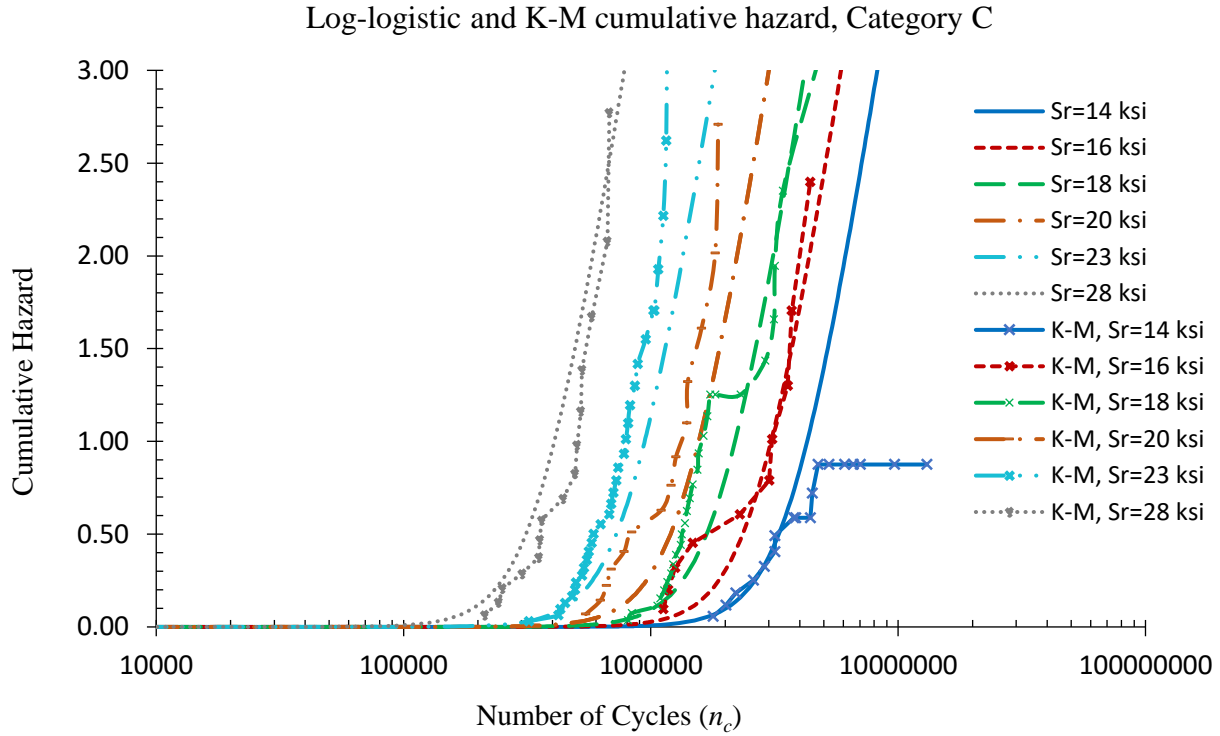 Log-logistic and K-M cumulative hazard, Category C
3.00
2.50
2.00
1.50
1.00
0.50
0.00
Cumulative Hazard
10000 100000 1000000 10000000 100000000
Number of Cycles (nc)
Sr=14 ksi
Sr=16 ksi
Sr=18 ksi
Sr=20 ksi
Sr=23 ksi
Sr=28 ksi
K-M, Sr=14 ksi
K-M, Sr=16 ksi
K-M, Sr=18 ksi
K-M, Sr=20 ksi
K-M, Sr=23 ksi
K-M, Sr=28 ksi